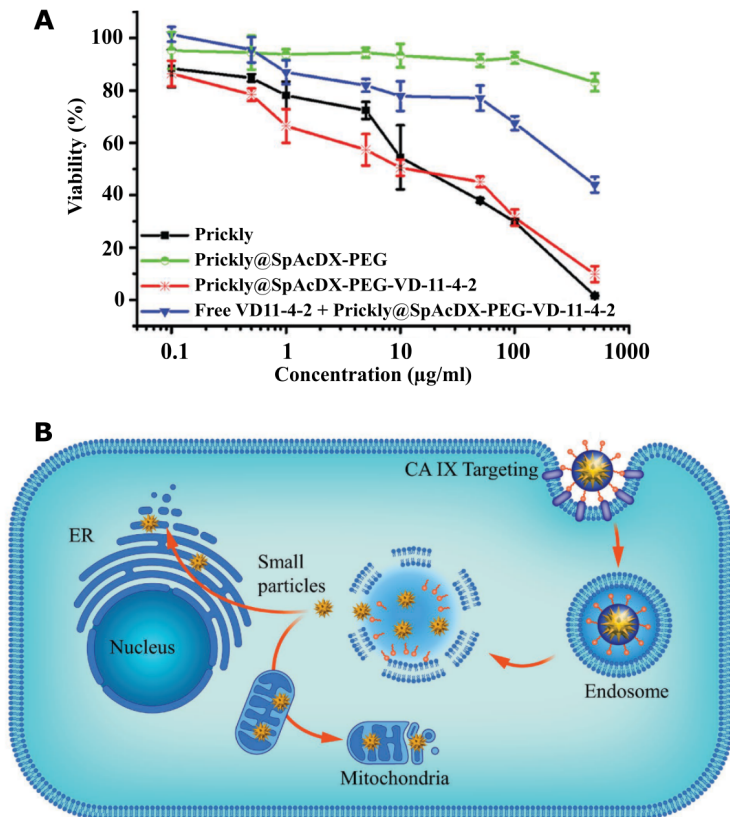 A
Viability (%)
100
80
60
40
20
0
Prickly
Prickly@SpAcDX-PEG
Prickly@SpAcDX-PEG-VD-11-4-2
Free VD11-4-2 + Prickly@SpAcDX-PEG-VD-11-4-2
0.1
1
10
100
1000
Concentration (µg/ml)
B
CA IX Targeting
ER
Small
particles
Nucleus
Endosome
Mitochondria